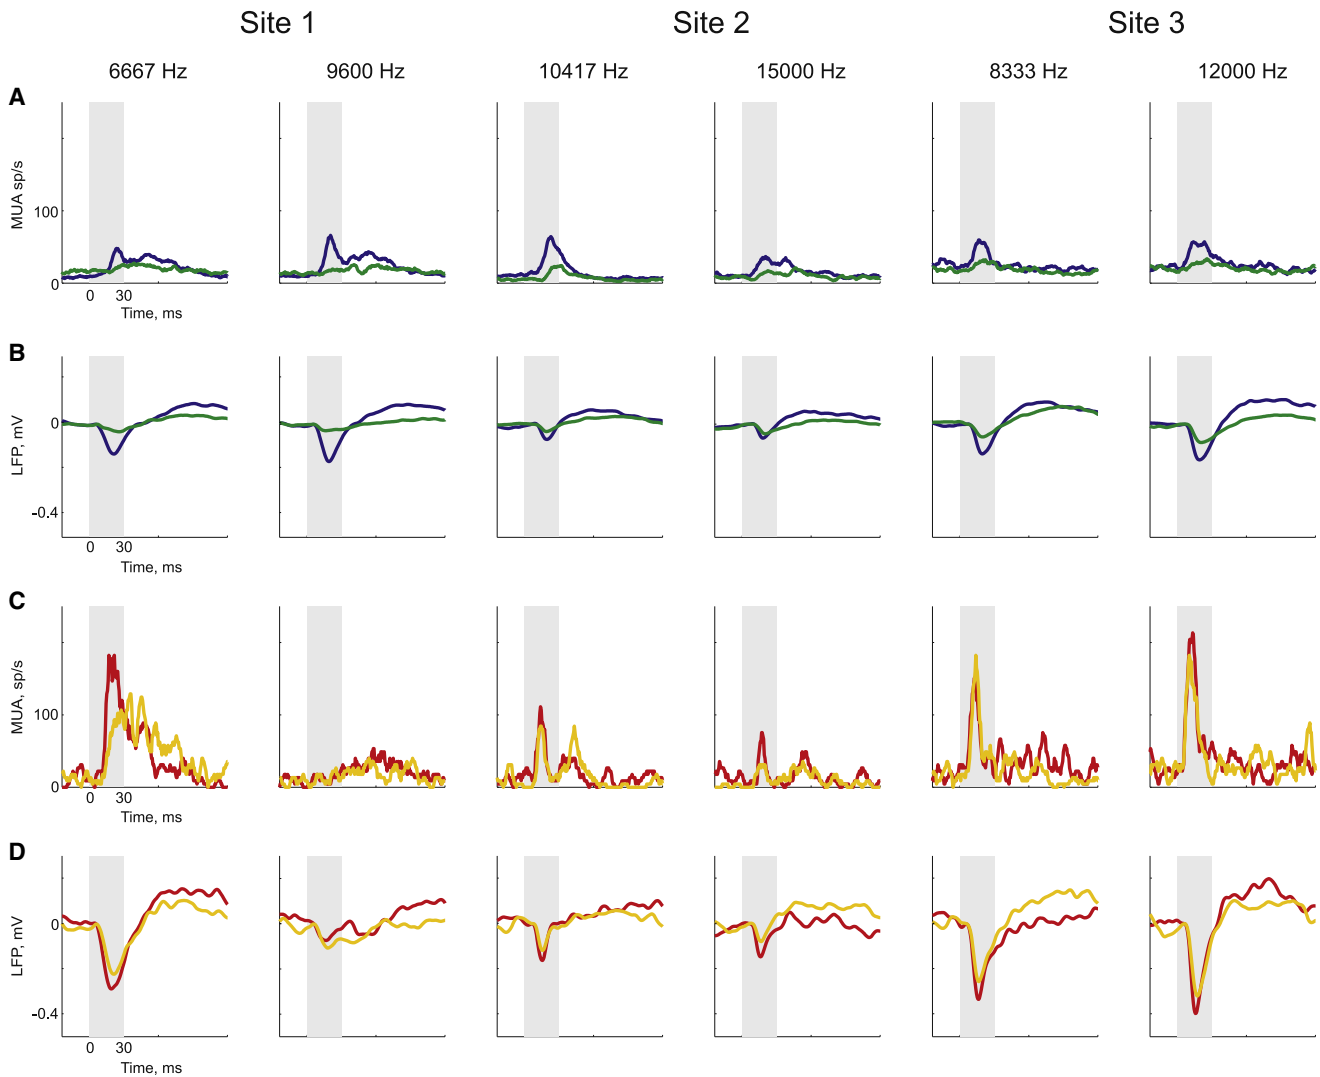 Site 1 Site 2 Site 3
6667 Hz 9600 Hz 10417 Hz 15000 Hz 8333 Hz 12000 Hz
A
MUA sp/s
100
0
0 30
Time, ms
B
LFP, mV
0
-0.4
0 30
Time, ms
C
MUA, sp/s
100
0
0 30
Time, ms
D
LFP, mV
0
-0.4
0 30
Time, ms